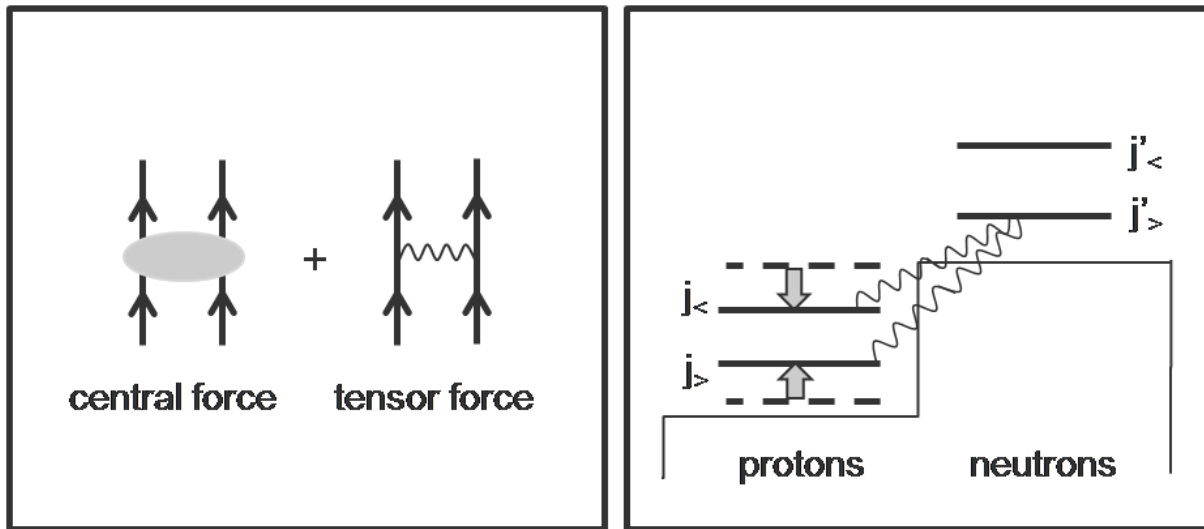 +
central force
tensor force
j'<
j'>
j<
j>
protons
neutrons